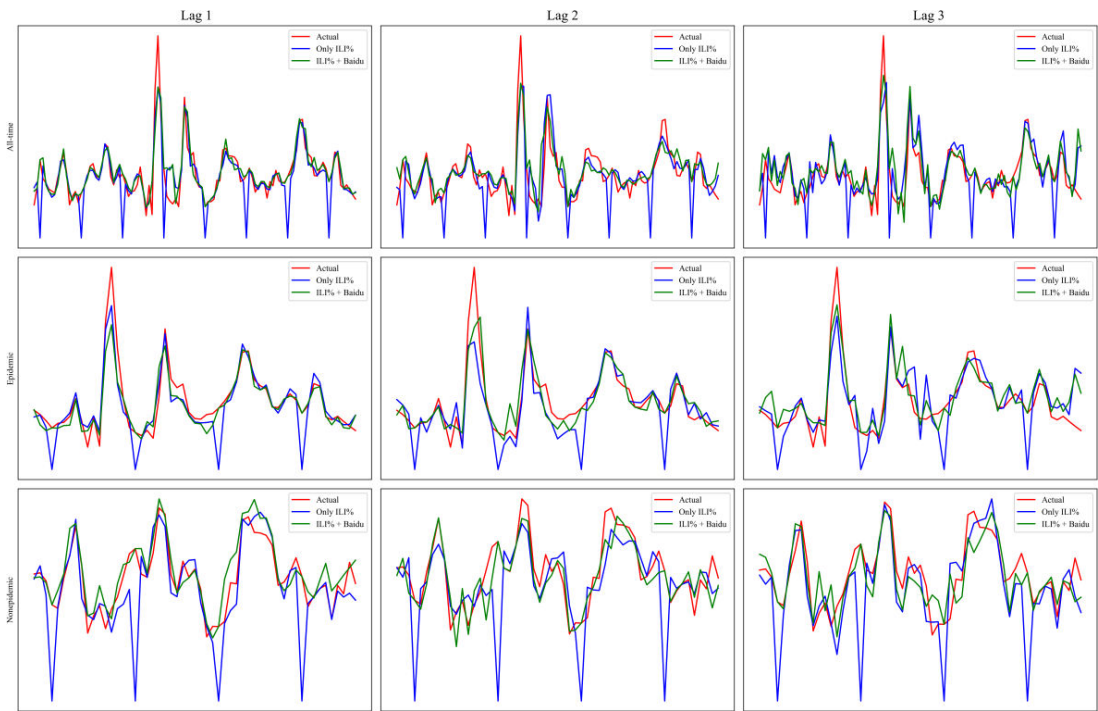 Lag 1
Lag 2
Lag 3
All-time
Actual
Only ILI%
ILI% + Baidu
Actual
Only ILI%
ILI% + Baidu
Actual
Only ILI%
ILI% + Baidu
Epidemic
Actual
Only ILI%
ILI% + Baidu
Actual
Only ILI%
ILI% + Baidu
Actual
Only ILI%
ILI% + Baidu
Nonepidemic
Actual
Only ILI%
ILI% + Baidu
Actual
Only ILI%
ILI% + Baidu
Actual
Only ILI%
ILI% + Baidu